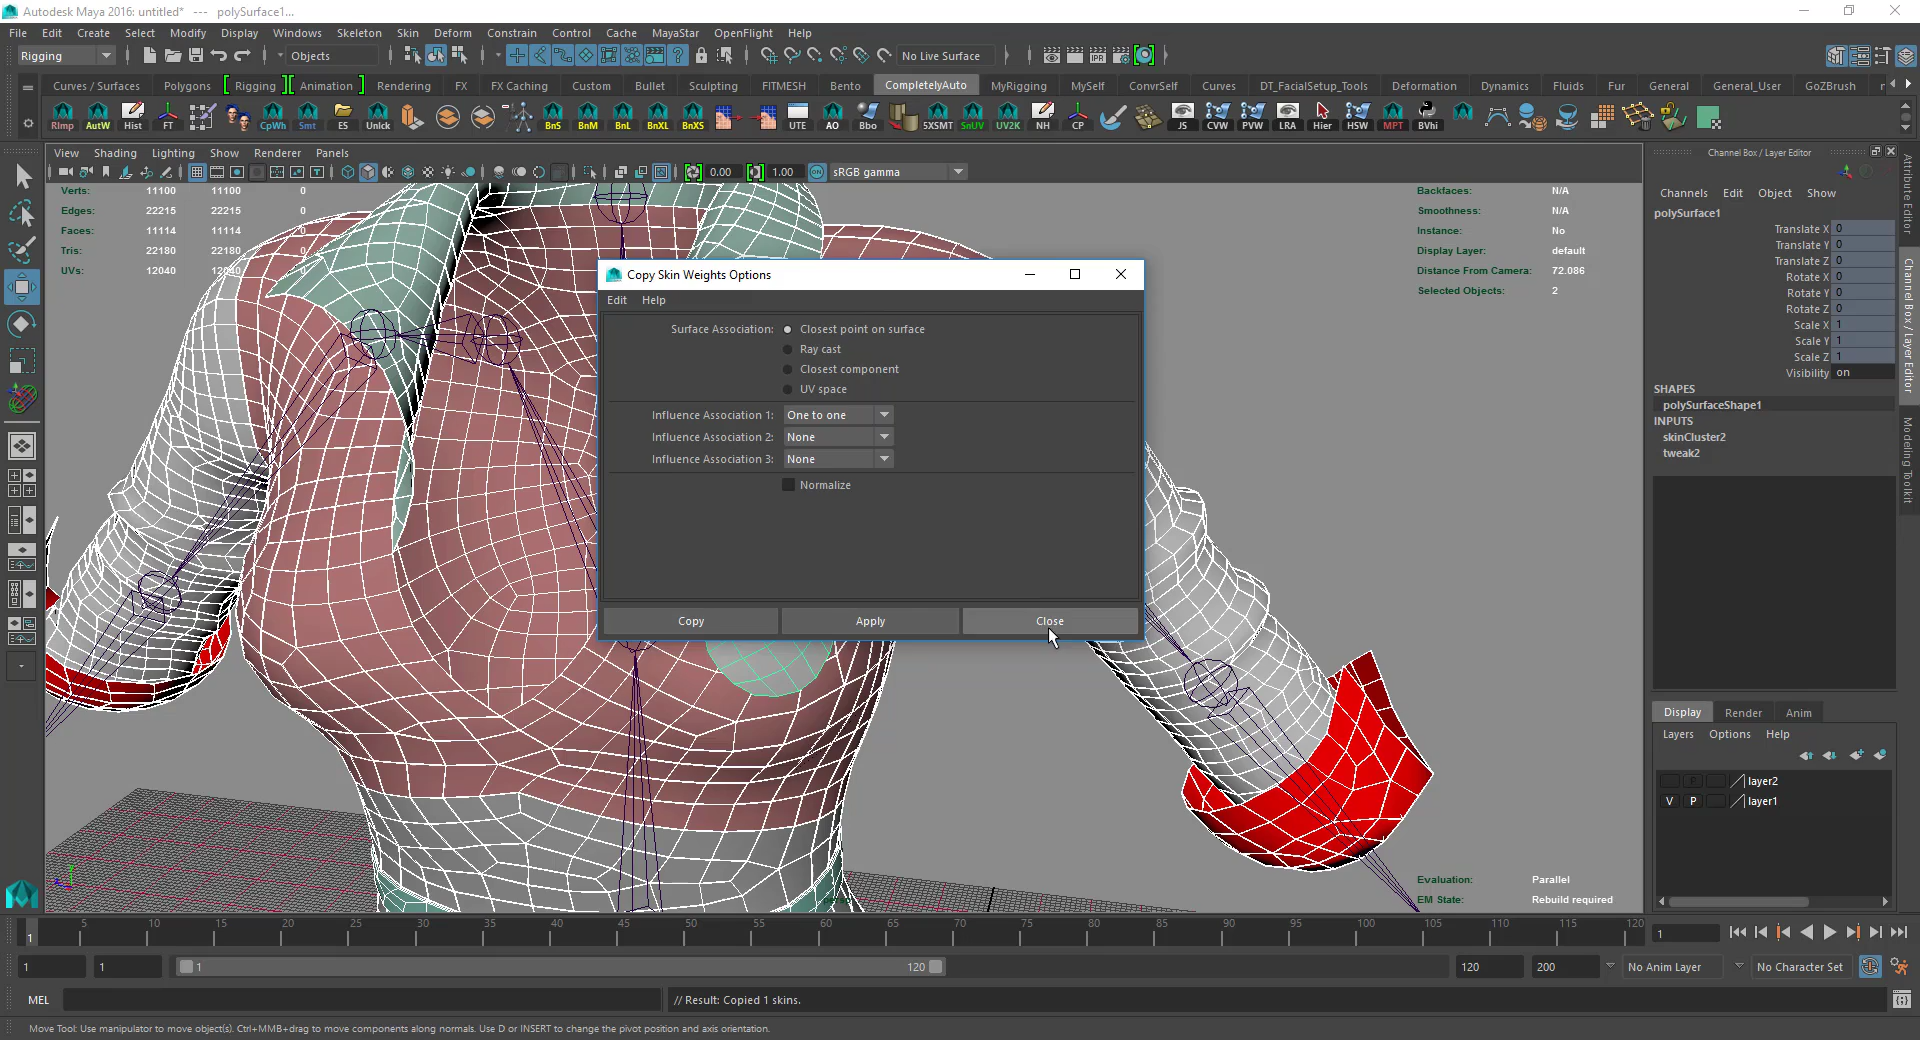 Autodesk Maya 2016: untitled*   ---   polySurface1...
File Edit Create Select Modify Display Windows Skeleton Skin Deform Constrain Control Cache MayaStar OpenFlight Help
Rigging Objects No Live Surface
Curves / Surfaces Polygons Rigging Animation Rendering FX FX Caching Custom Bullet Sculpting FITMESH Bento CompletelyAuto MyRigging MySelf ConvrSelf Curves DT_FacialSetup_Tools Deformation Dynamics Fluids Fur General General_User GoZBrush
RImp AutW Hist FT CpWh Smt ES Unlck BnS BnM BnL BnXL BnXS UTE AO Bbo 5XSMT SnUV UV2K NH CP JS CVW PVW LRA Hier HSW MPT BVhi
View Shading Lighting Show Renderer Panels
0.00 1.00 sRGB gamma
Verts: 11100 11100 0
Edges: 22215 22215 0
Faces: 11114 11114 0
Tris: 22180 22180 0
UVs: 12040 12040 0
Backfaces: N/A
Smoothness: N/A
Instance: No
Display Layer: default
Distance From Camera: 72.086
Selected Objects: 2
Copy Skin Weights Options
Edit Help
Surface Association: Closest point on surface
Ray cast
Closest component
UV space
Influence Association 1: One to one
Influence Association 2: None
Influence Association 3: None
Normalize
Copy Apply Close
Evaluation: Parallel
EM State: Rebuild required
Channel Box / Layer Editor
Channels Edit Object Show
polySurface1
Translate X 0
Translate Y 0
Translate Z 0
Rotate X 0
Rotate Y 0
Rotate Z 0
Scale X 1
Scale Y 1
Scale Z 1
Visibility on
SHAPES
polySurfaceShape1
INPUTS
skinCluster2
tweak2
Attribute Editor
Channel Box / Layer Editor
Modeling Toolkit
Display Render Anim
Layers Options Help
P layer2
V P layer1
1 5 10 15 20 25 30 35 40 45 50 55 60 65 70 75 80 85 90 95 100 105 110 115 120 1
1 1 1 120 120 200 No Anim Layer No Character Set
MEL // Result: Copied 1 skins.
Move Tool: Use manipulator to move object(s). Ctrl+MMB+drag to move components along normals. Use D or INSERT to change the pivot position and axis orientation.